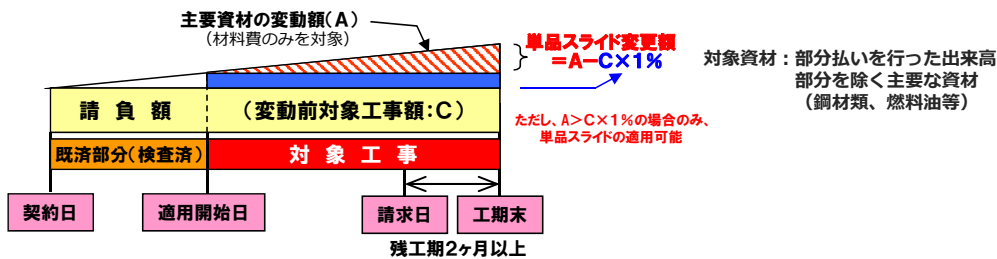 主要資材の変動額（A）
（材料費のみを対象）
単品スライド変更額
＝A－C×1％
対象資材：部分払いを行った出来高
部分を除く主要な資材
（鋼材類、燃料油等）
請負額
（変動前対象工事額：C）
ただし、A＞C×1％の場合のみ、
単品スライドの適用可能
既済部分（検査済）
対象工事
契約日
適用開始日
請求日
工期末
残工期2ヶ月以上